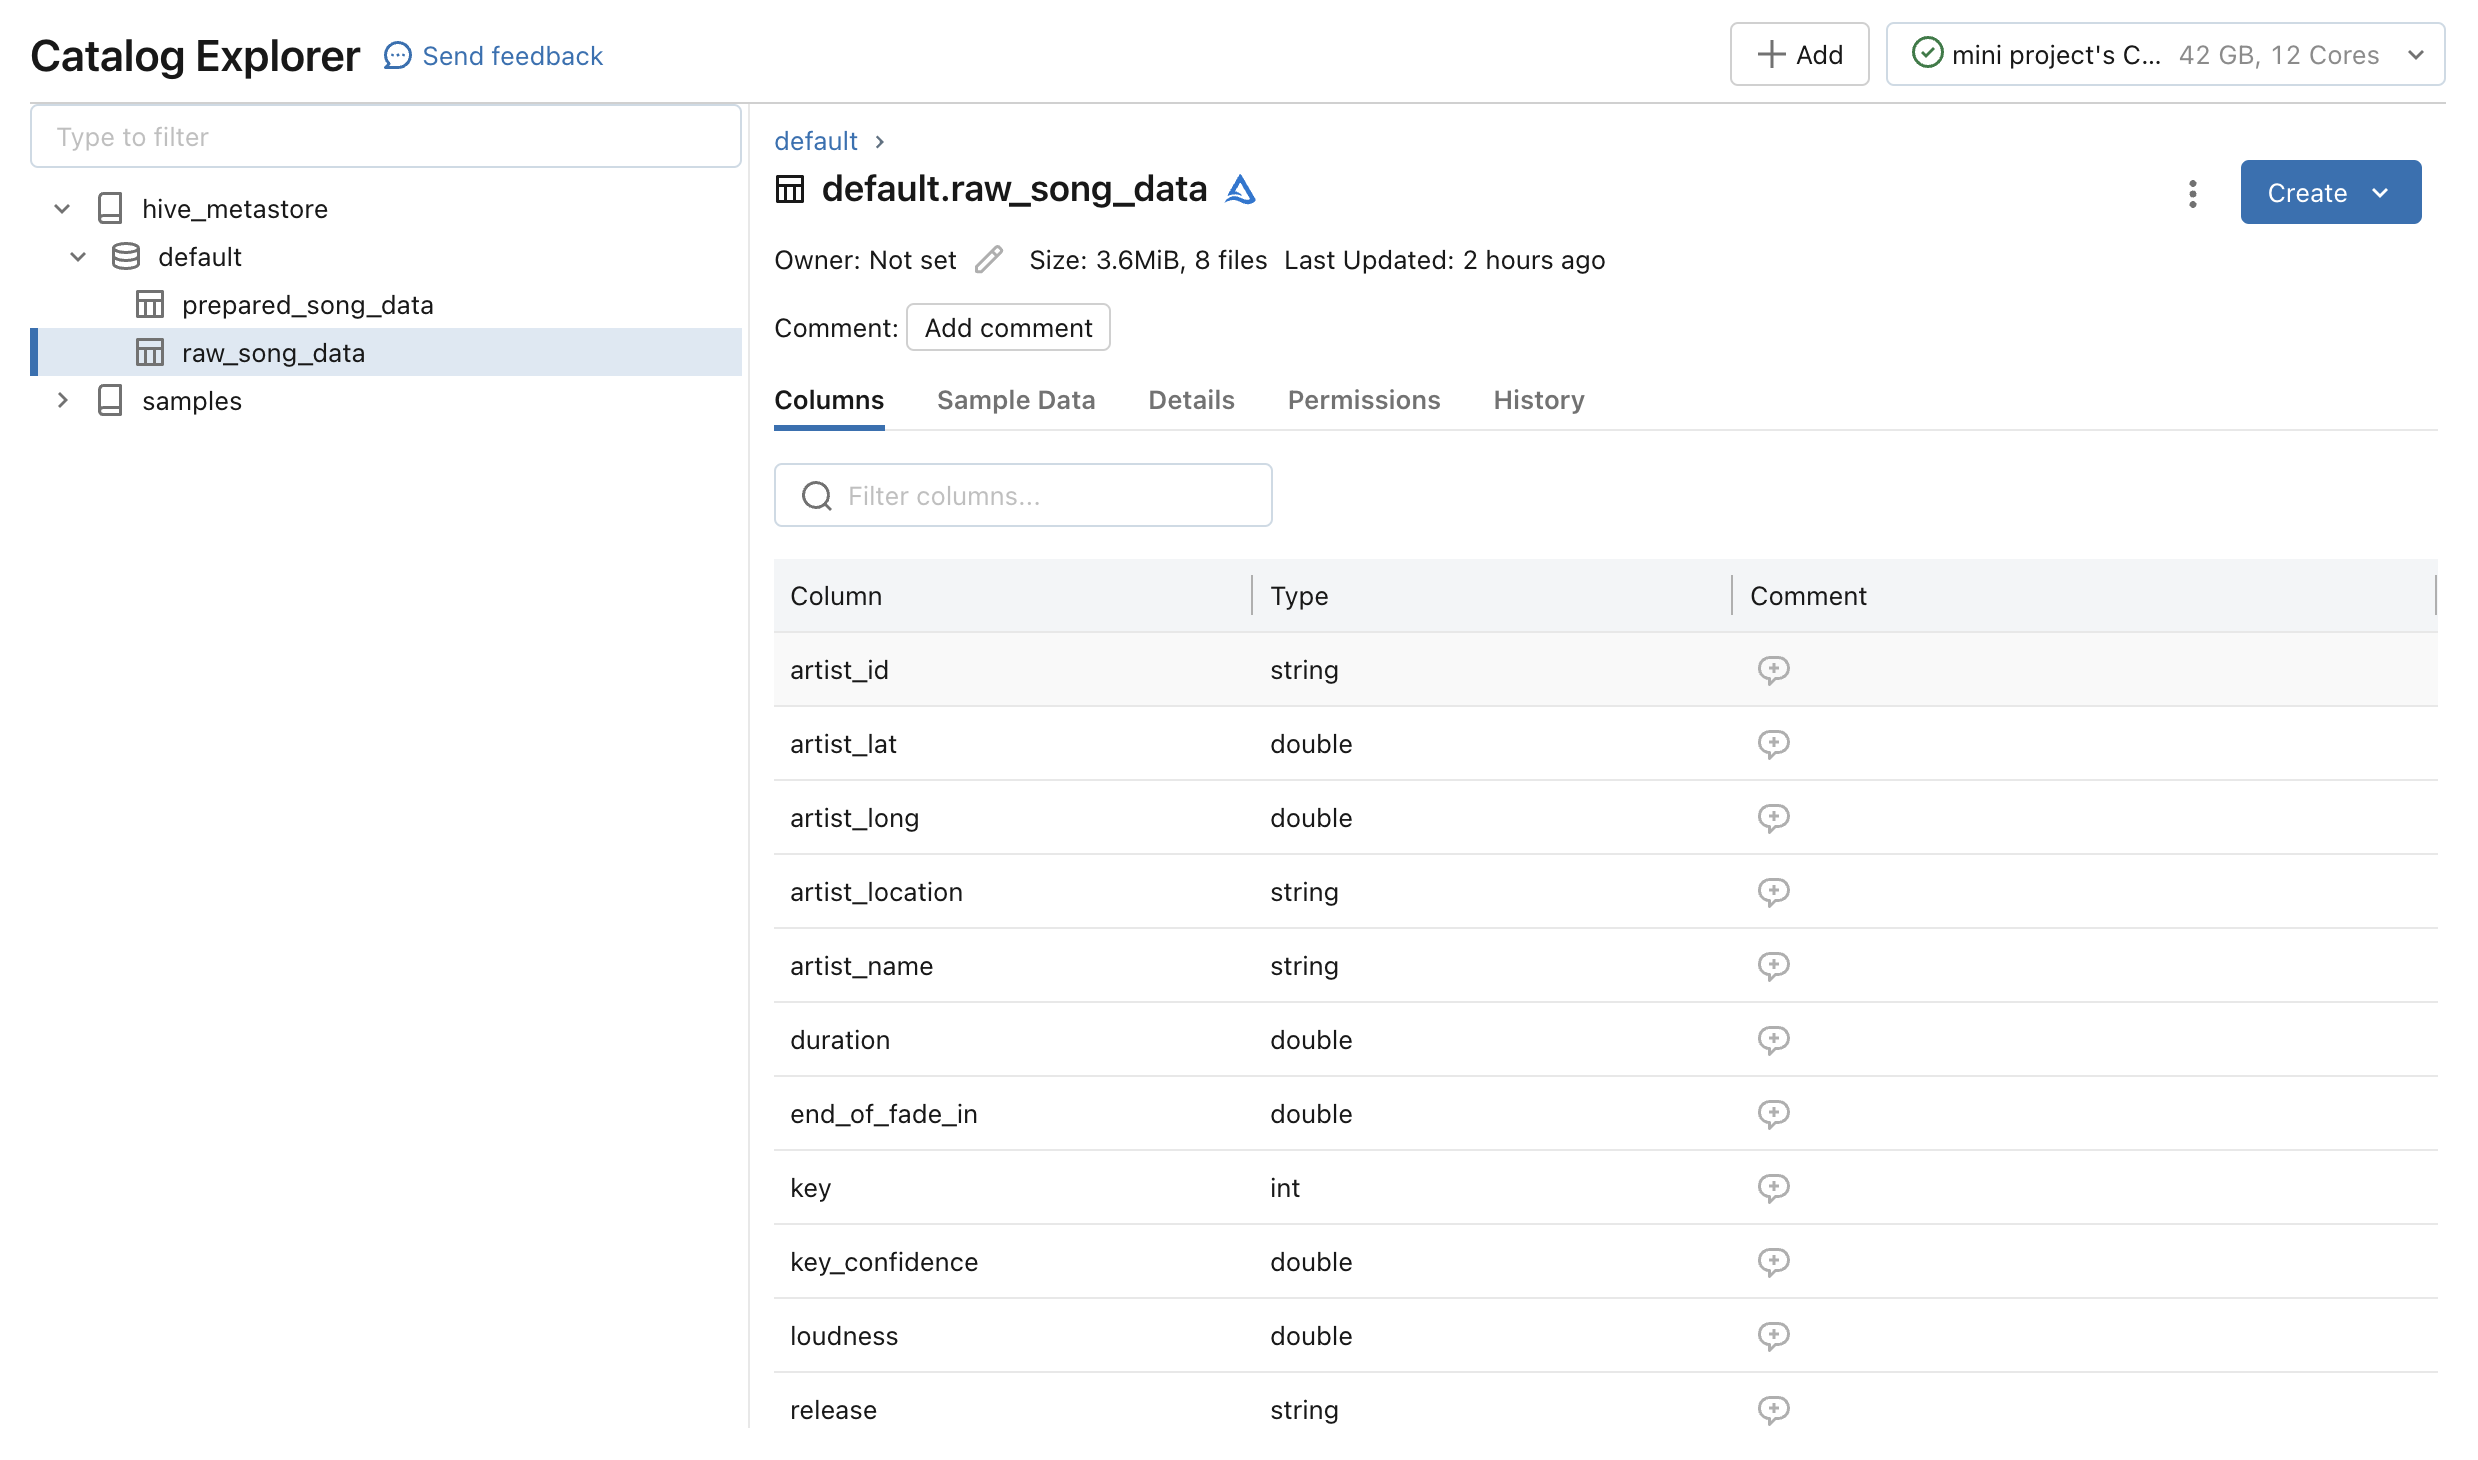 Catalog Explorer Send feedback
Add
mini project's C... 42 GB, 12 Cores
Type to filter
hive_metastore
default
prepared_song_data
raw_song_data
samples
default
default.raw_song_data
Create
Owner: Not set Size: 3.6MiB, 8 files Last Updated: 2 hours ago
Comment: Add comment
Columns Sample Data Details Permissions History
Filter columns...
Column Type Comment
artist_id string
artist_lat double
artist_long double
artist_location string
artist_name string
duration double
end_of_fade_in double
key int
key_confidence double
loudness double
release string